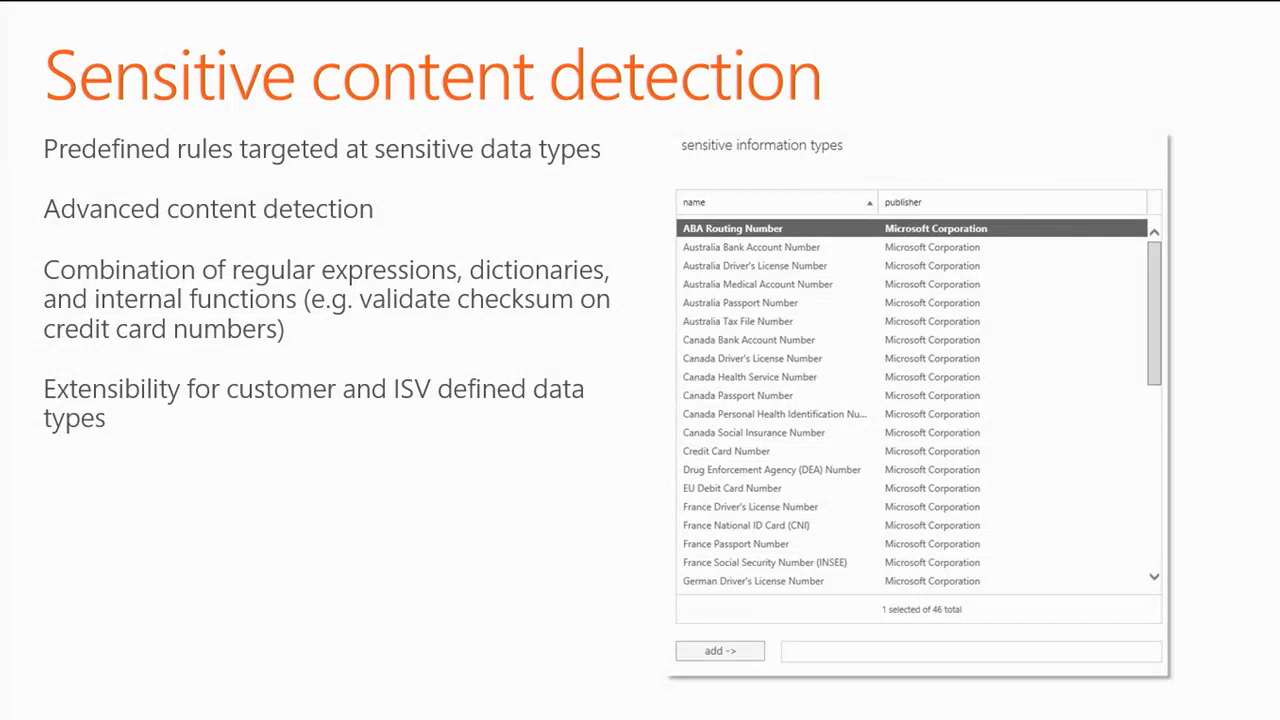 Sensitive content detection
Predefined rules targeted at sensitive data types
Advanced content detection
Combination of regular expressions, dictionaries,
and internal functions (e.g. validate checksum on
credit card numbers)
Extensibility for customer and ISV defined data
types
sensitive information types
name publisher
ABA Routing Number Microsoft Corporation
Australia Bank Account Number Microsoft Corporation
Australia Driver's License Number Microsoft Corporation
Australia Medical Account Number Microsoft Corporation
Australia Passport Number Microsoft Corporation
Australia Tax File Number Microsoft Corporation
Canada Bank Account Number Microsoft Corporation
Canada Driver's License Number Microsoft Corporation
Canada Health Service Number Microsoft Corporation
Canada Passport Number Microsoft Corporation
Canada Personal Health Identification Nu... Microsoft Corporation
Canada Social Insurance Number Microsoft Corporation
Credit Card Number Microsoft Corporation
Drug Enforcement Agency (DEA) Number Microsoft Corporation
EU Debit Card Number Microsoft Corporation
France Driver's License Number Microsoft Corporation
France National ID Card (CNI) Microsoft Corporation
France Passport Number Microsoft Corporation
France Social Security Number (INSEE) Microsoft Corporation
German Driver's License Number Microsoft Corporation
1 selected of 46 total
add ->